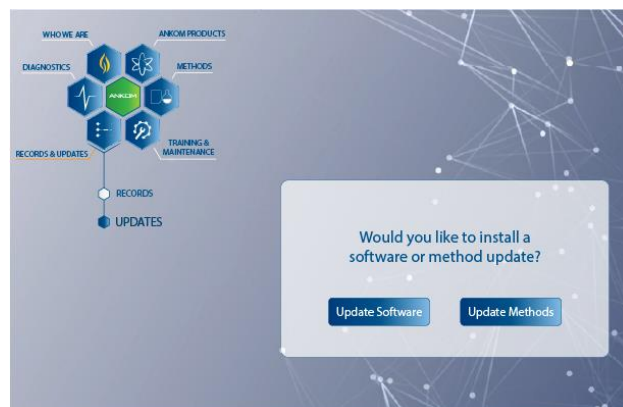 WHO WE ARE
ANKOM PRODUCTS
DIAGNOSTICS
METHODS
ANKOM
RECORDS & UPDATES
TRAINING &
MAINTENANCE
RECORDS
UPDATES
Would you like to install a
software or method update?
Update Software
Update Methods